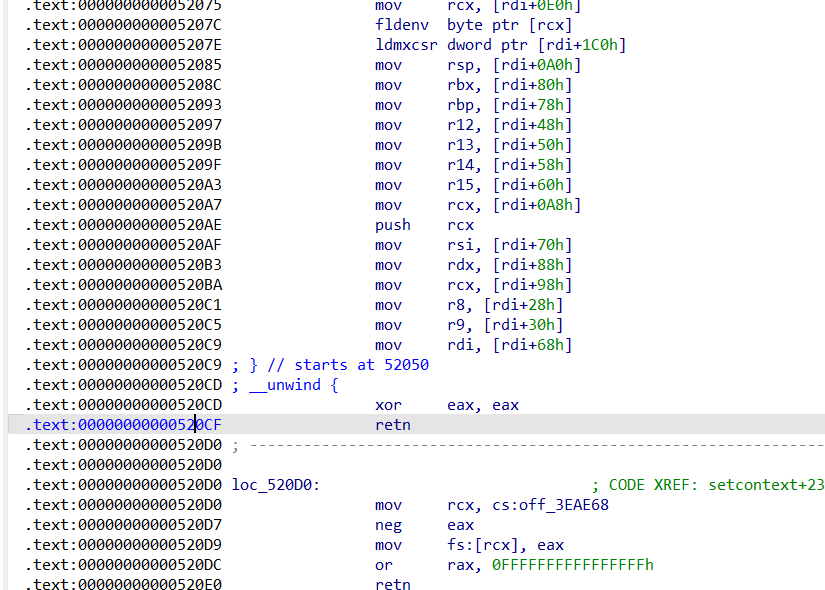 .text:0000000000052075 mov rcx, [rdi+0E0h]
.text:000000000005207C fldenv byte ptr [rcx]
.text:000000000005207E ldmxcsr dword ptr [rdi+1C0h]
.text:0000000000052085 mov rsp, [rdi+0A0h]
.text:000000000005208C mov rbx, [rdi+80h]
.text:0000000000052093 mov rbp, [rdi+78h]
.text:0000000000052097 mov r12, [rdi+48h]
.text:000000000005209B mov r13, [rdi+50h]
.text:000000000005209F mov r14, [rdi+58h]
.text:00000000000520A3 mov r15, [rdi+60h]
.text:00000000000520A7 mov rcx, [rdi+0A8h]
.text:00000000000520AE push rcx
.text:00000000000520AF mov rsi, [rdi+70h]
.text:00000000000520B3 mov rdx, [rdi+88h]
.text:00000000000520BA mov rcx, [rdi+98h]
.text:00000000000520C1 mov r8, [rdi+28h]
.text:00000000000520C5 mov r9, [rdi+30h]
.text:00000000000520C9 mov rdi, [rdi+68h]
.text:00000000000520C9 ; } // starts at 52050
.text:00000000000520CD ; __unwind {
.text:00000000000520CD xor eax, eax
.text:00000000000520CF retn
.text:00000000000520D0 ; ----------------------------------------------------------------
.text:00000000000520D0
.text:00000000000520D0 loc_520D0: ; CODE XREF: setcontext+23
.text:00000000000520D0 mov rcx, cs:off_3EAE68
.text:00000000000520D7 neg eax
.text:00000000000520D9 mov fs:[rcx], eax
.text:00000000000520DC or rax, 0FFFFFFFFFFFFFFFFh
.text:00000000000520E0 retn